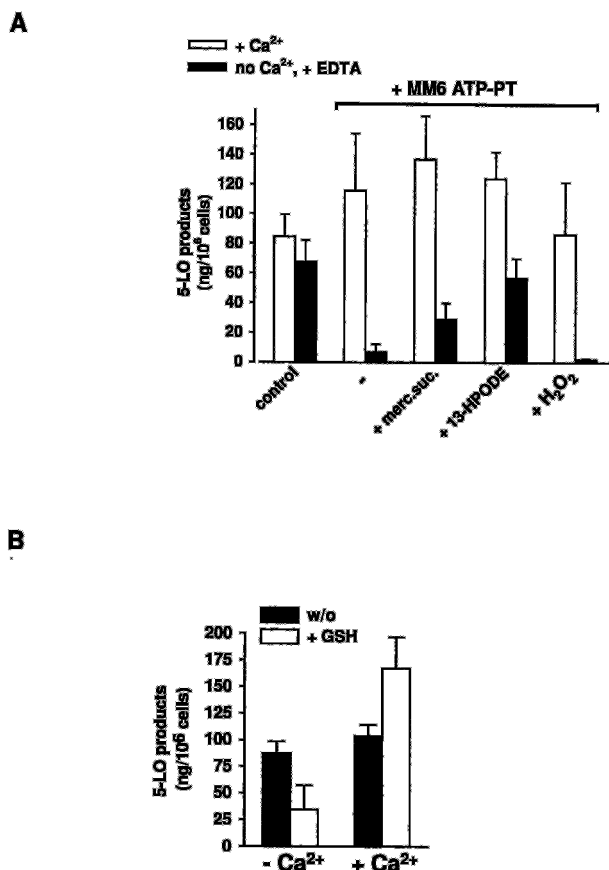 A
+ Ca²⁺
no Ca²⁺, + EDTA
+ MM6 ATP-PT
160
140
120
100
80
60
40
20
0
5-LO products
(ng/10⁶ cells)
control
-
+ merc.suc.
+ 13-HPODE
+ H₂O₂
B
w/o
+ GSH
200
175
150
125
100
75
50
25
0
5-LO products
(ng/10⁶ cells)
- Ca²⁺
+ Ca²⁺